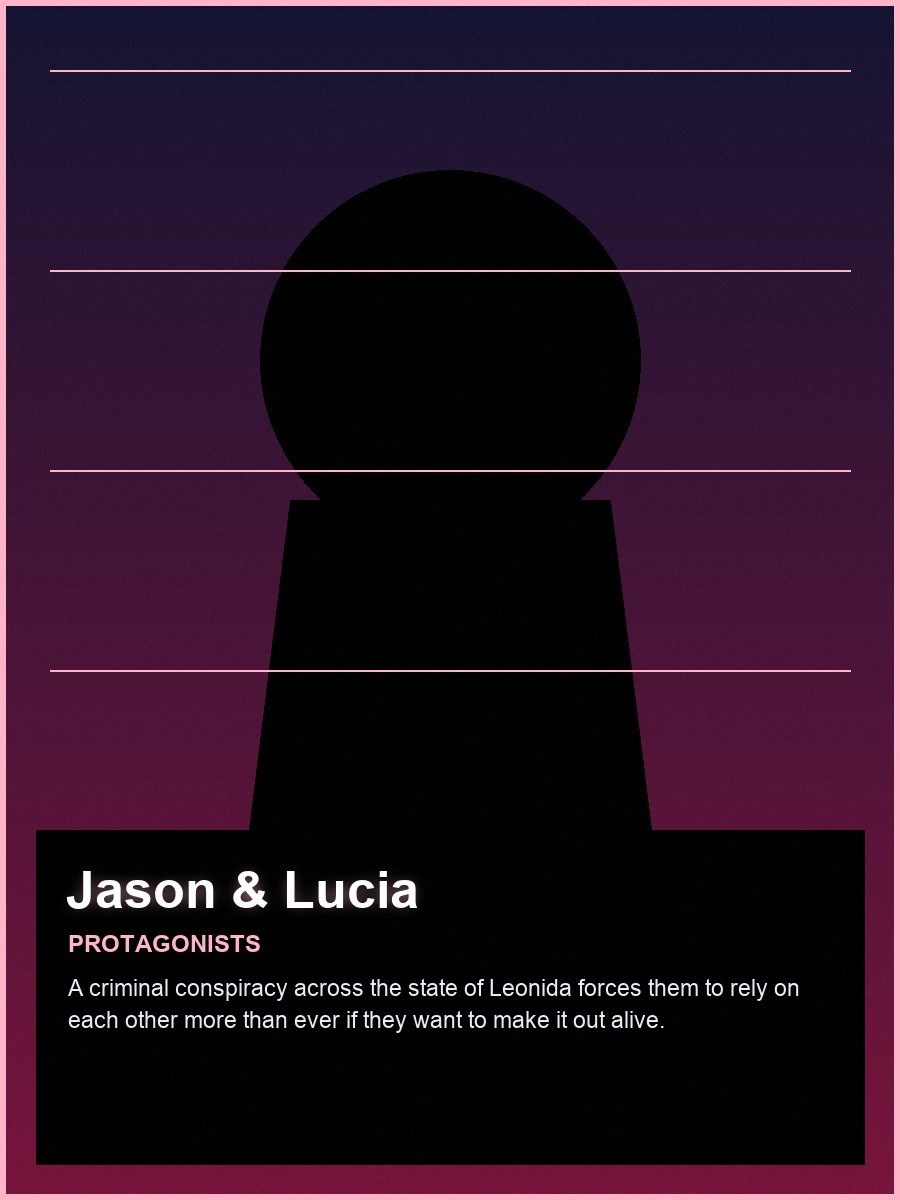 Jason & Lucia
PROTAGONISTS
A criminal conspiracy across the state of Leonida forces them to rely on
each other more than ever if they want to make it out alive.